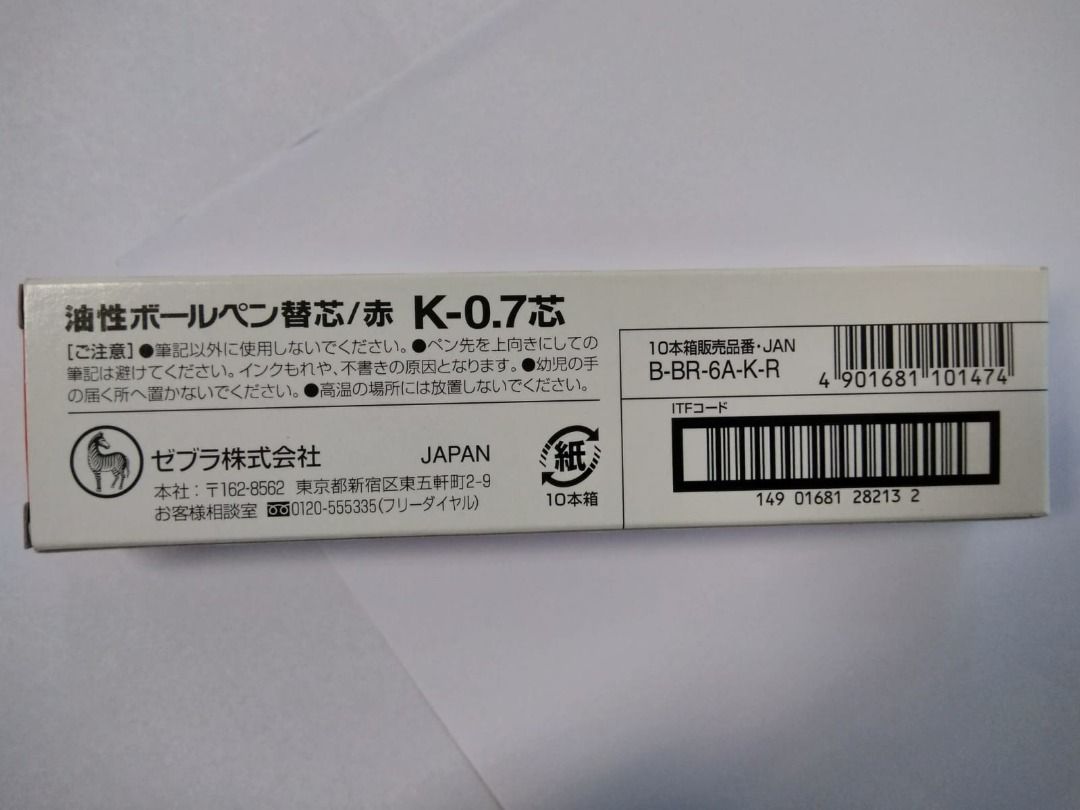 油性ボールペン替芯/赤 K-0.7芯
[ご注意]●筆記以外に使用しないでください。●ペン先を上向きにしての
筆記は避けてください。インクもれや、不書きの原因となります。●幼児の手
の届く所へ置かないでください。●高温の場所には放置しないでください。
ゼブラ株式会社 JAPAN
本社:〒162-8562 東京都新宿区東五軒町2-9
お客様相談室 0120-555335(フリーダイヤル)
紙
10本箱
10本箱販売品番・JAN
B-BR-6A-K-R
4 901681 101474
ITFコード
149 01681 28213 2